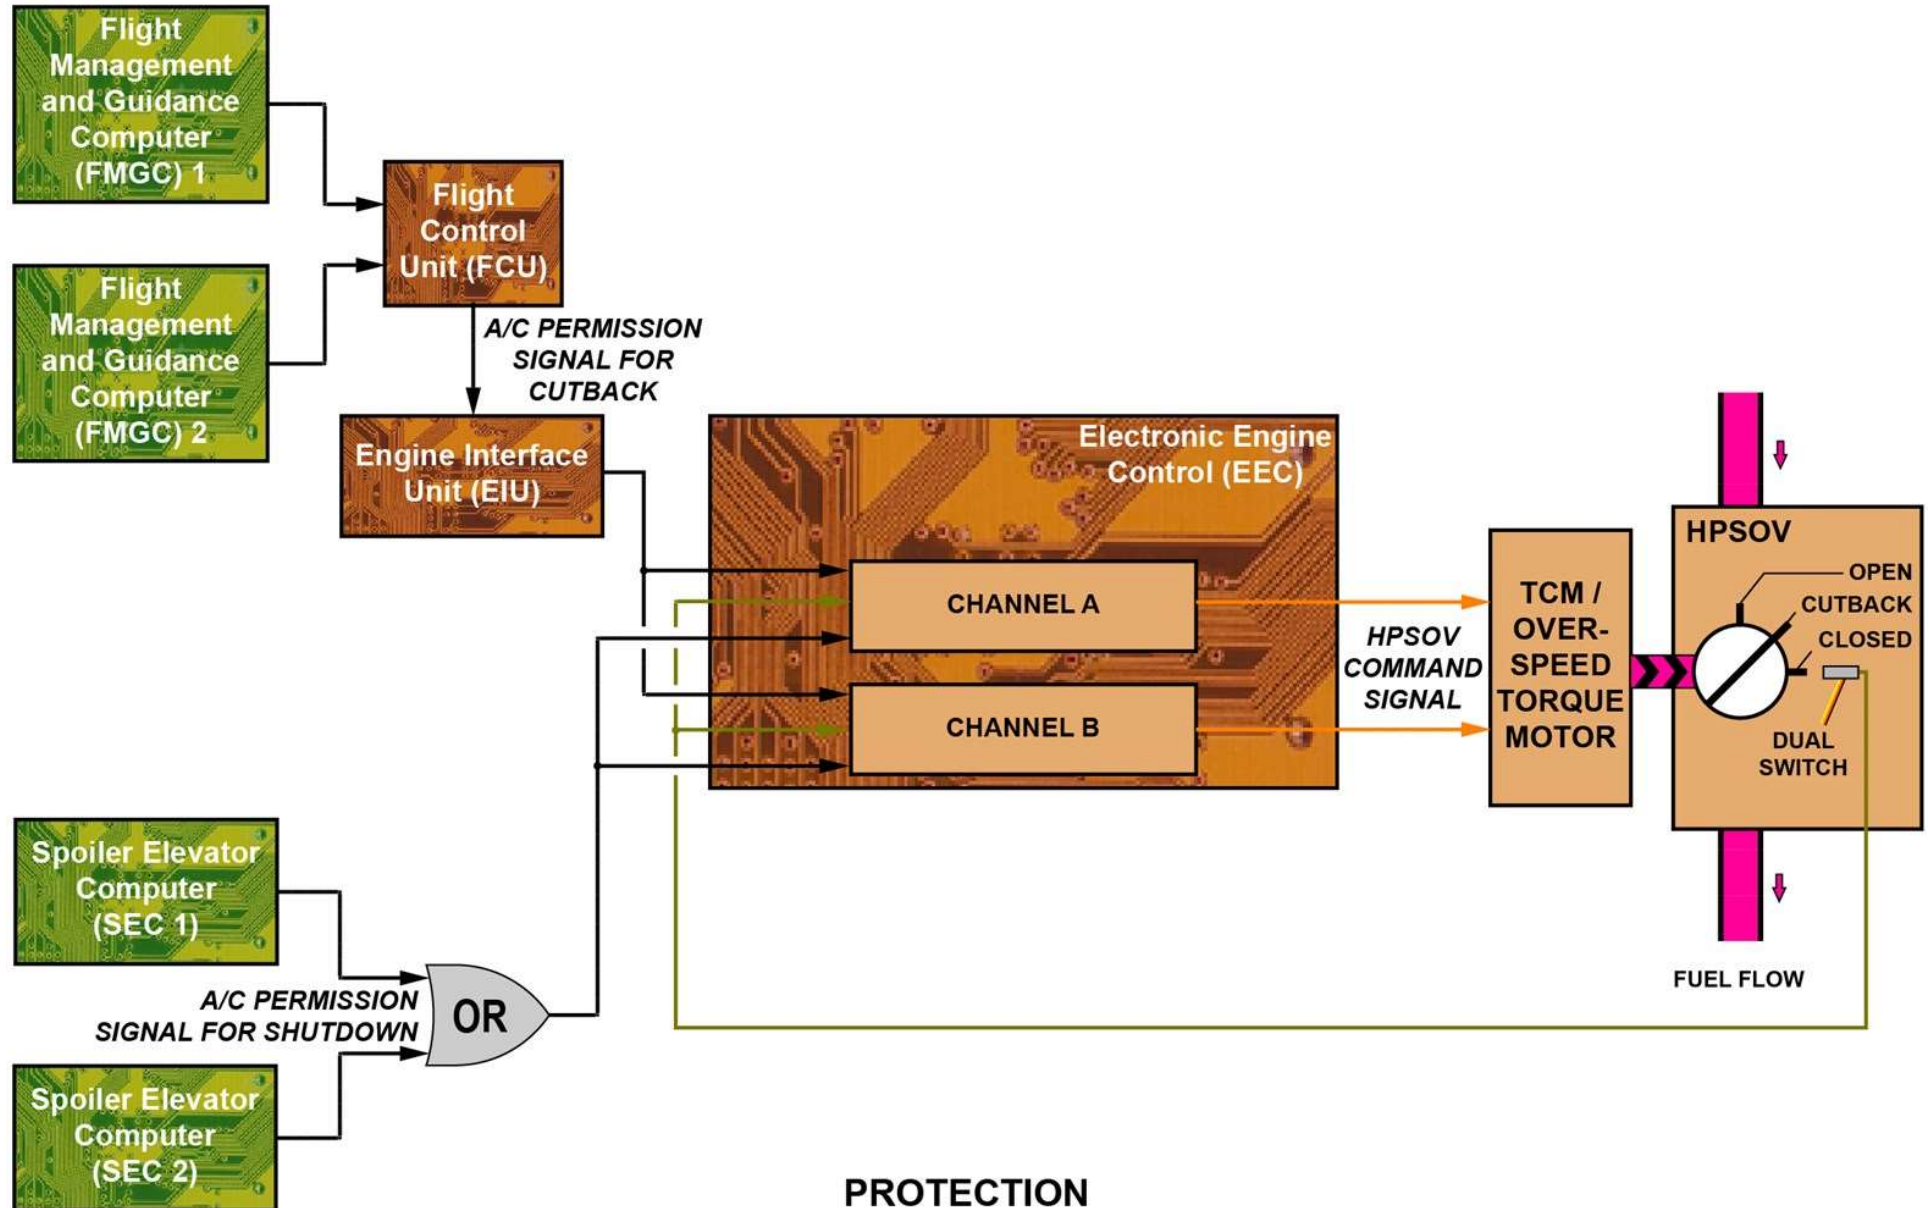 Flight
Management
and Guidance
Computer
(FMGC) 1
Flight
Control
Unit (FCU)
Flight
Management
and Guidance
Computer
(FMGC) 2
A/C PERMISSION
SIGNAL FOR
CUTBACK
Engine Interface
Unit (EIU)
Electronic Engine
Control (EEC)
CHANNEL A
CHANNEL B
HPSOV
COMMAND
SIGNAL
TCM /
OVER-
SPEED
TORQUE
MOTOR
HPSOV
OPEN
CUTBACK
CLOSED
DUAL
SWITCH
FUEL FLOW
Spoiler Elevator
Computer
(SEC 1)
A/C PERMISSION
SIGNAL FOR SHUTDOWN
OR
Spoiler Elevator
Computer
(SEC 2)
PROTECTION